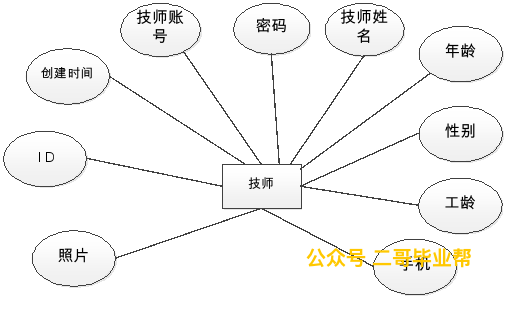 技师账
号
密码
技师姓
名
年龄
创建时间
性别
ID
技师
工龄
照片
手机
公众号 二哥毕业帮